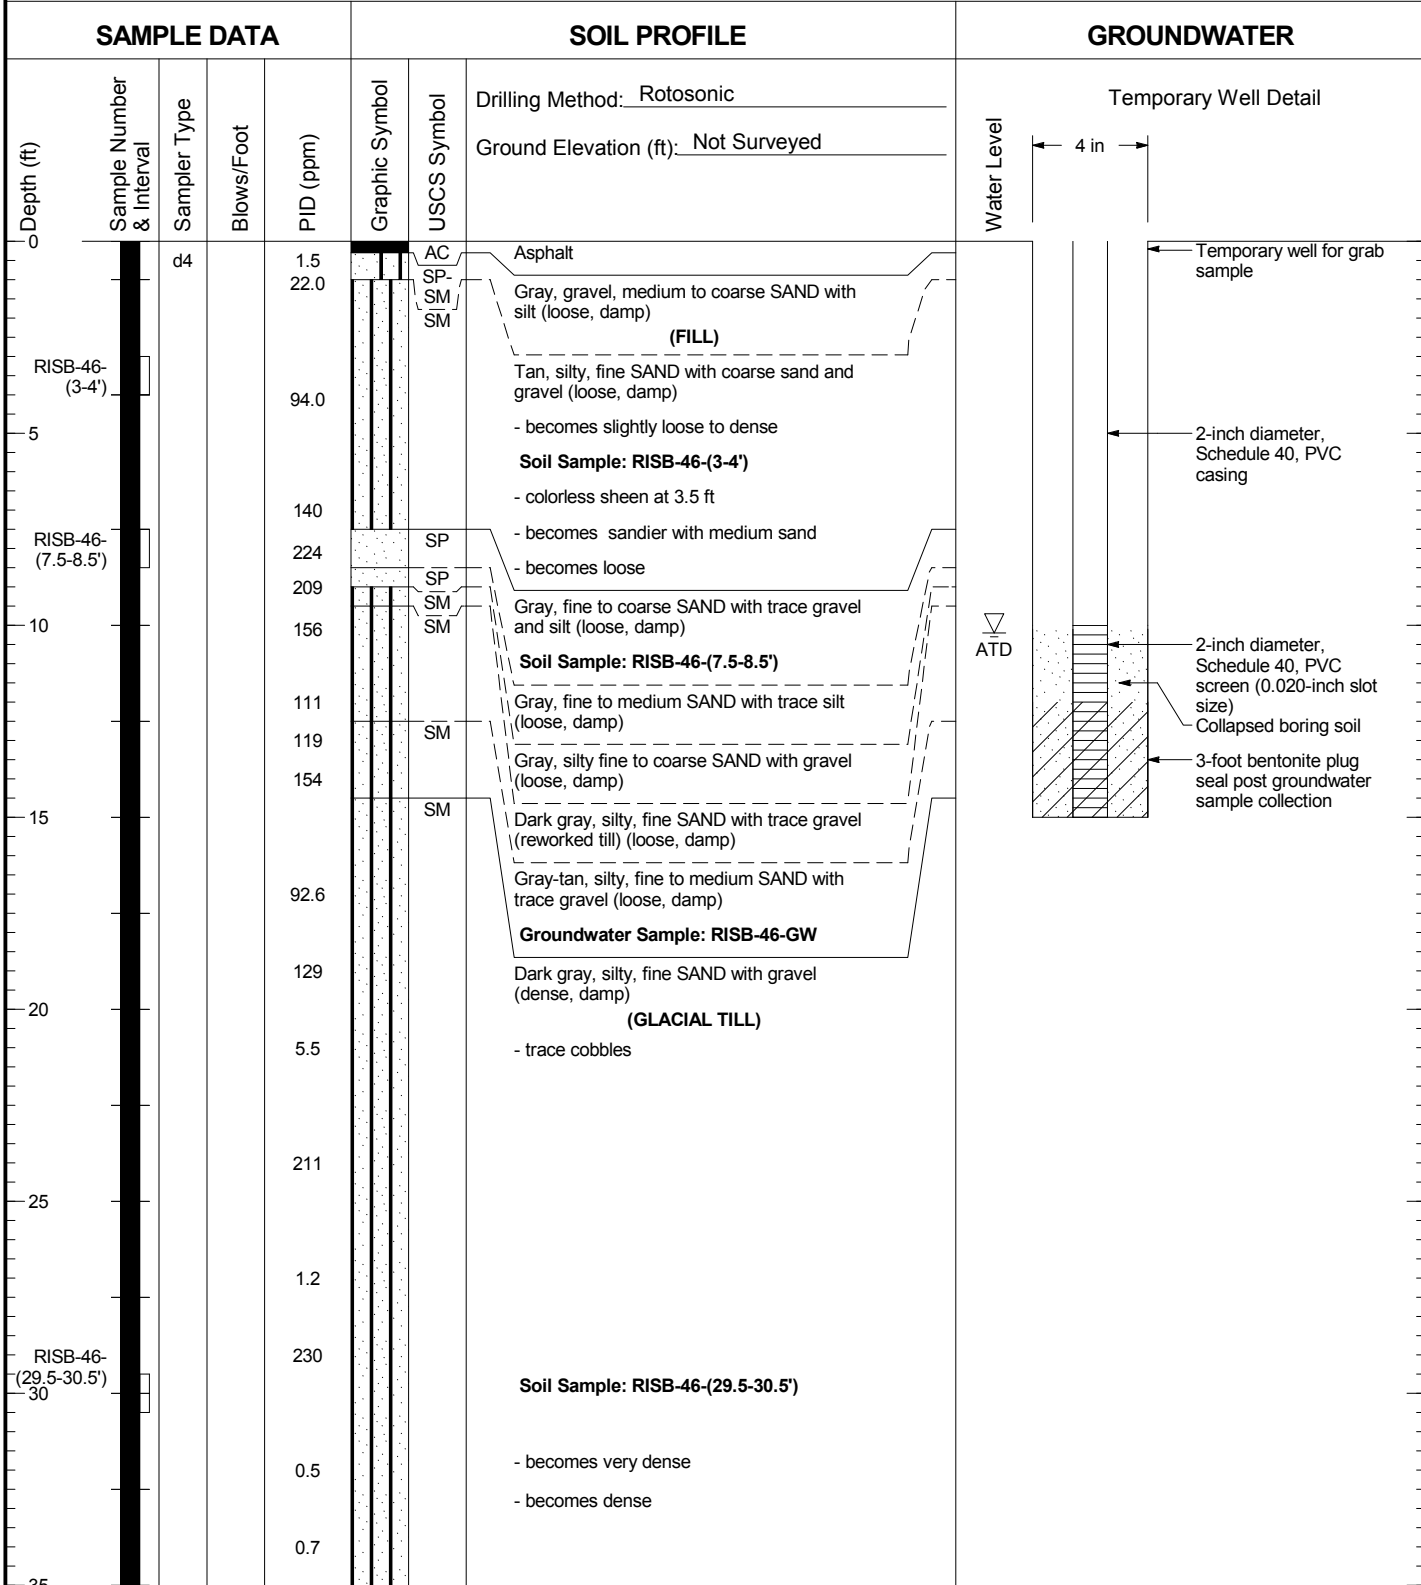 SAMPLE DATA
SOIL PROFILE
GROUNDWATER
Depth (ft)
Sample Number
& Interval
Sampler Type
Blows/Foot
PID (ppm)
Graphic Symbol
USCS Symbol
Drilling Method: Rotosonic
Ground Elevation (ft): Not Surveyed
Water Level
Temporary Well Detail
4 in
0
5
10
15
20
25
30
35
RISB-46-
(3-4')
RISB-46-
(7.5-8.5')
RISB-46-
(29.5-30.5')
d4
1.5
22.0
94.0
140
224
209
156
111
119
154
92.6
129
5.5
211
1.2
230
0.5
0.7
AC
SP-
SM
SM
SP
SP
SM
SM
SM
SM
Asphalt
Gray, gravel, medium to coarse SAND with
silt (loose, damp)
(FILL)
Tan, silty, fine SAND with coarse sand and
gravel (loose, damp)
- becomes slightly loose to dense
Soil Sample: RISB-46-(3-4')
- colorless sheen at 3.5 ft
- becomes sandier with medium sand
- becomes loose
Gray, fine to coarse SAND with trace gravel
and silt (loose, damp)
Soil Sample: RISB-46-(7.5-8.5')
Gray, fine to medium SAND with trace silt
(loose, damp)
Gray, silty fine to coarse SAND with gravel
(loose, damp)
Dark gray, silty, fine SAND with trace gravel
(reworked till) (loose, damp)
Gray-tan, silty, fine to medium SAND with
trace gravel (loose, damp)
Groundwater Sample: RISB-46-GW
Dark gray, silty, fine SAND with gravel
(dense, damp)
(GLACIAL TILL)
- trace cobbles
Soil Sample: RISB-46-(29.5-30.5')
- becomes very dense
- becomes dense
ATD
Temporary well for grab
sample
2-inch diameter,
Schedule 40, PVC
casing
2-inch diameter,
Schedule 40, PVC
screen (0.020-inch slot
size)
Collapsed boring soil
3-foot bentonite plug
seal post groundwater
sample collection